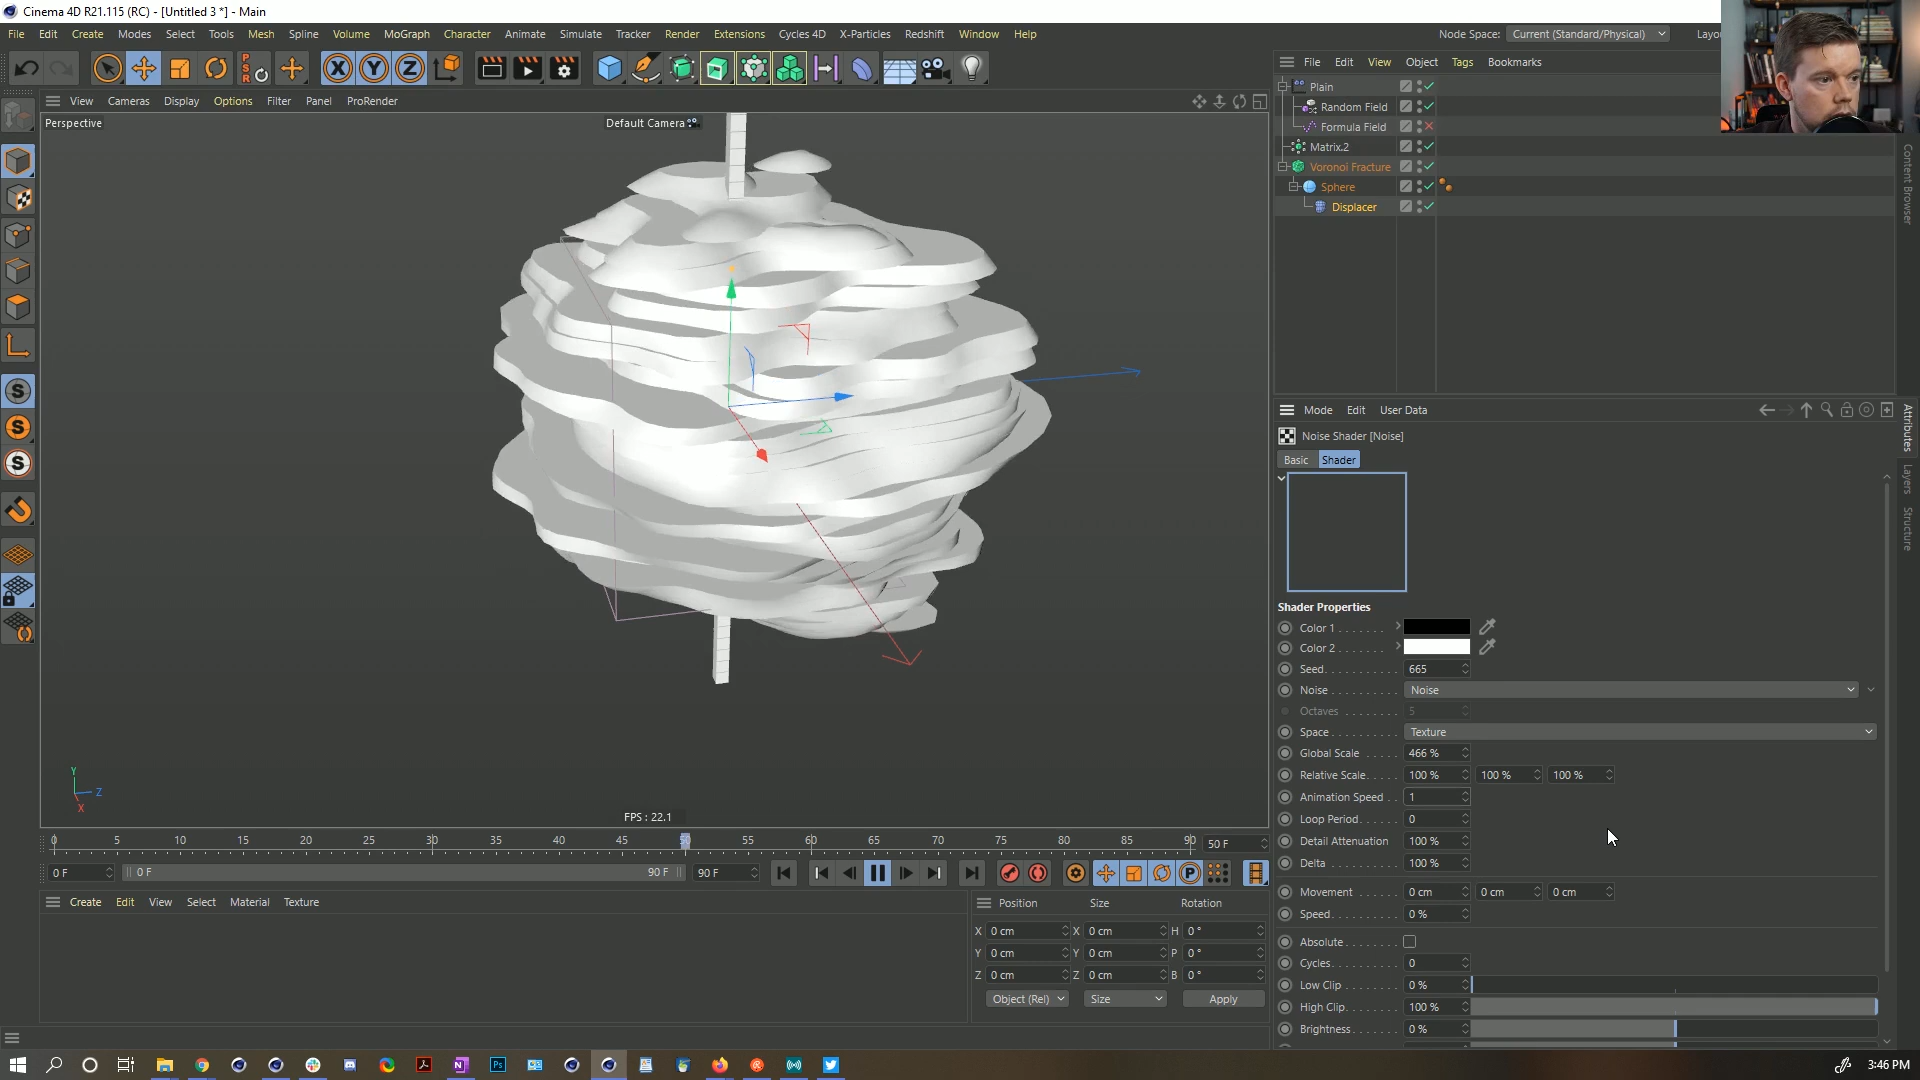 Cinema 4D R21.115 (RC) - [Untitled 3 *] - Main
File Edit Create Modes Select Tools Mesh Spline Volume MoGraph Character Animate Simulate Tracker Render Extensions Cycles 4D X-Particles Redshift Window Help Node Space: Current (Standard/Physical) Layo
PSR X Y Z
File Edit View Object Tags Bookmarks
View Cameras Display Options Filter Panel ProRender
Perspective
Default Camera
Plain
Random Field
Formula Field
Matrix.2
Voronoi Fracture
Sphere
Displacer
Content Browser
Attributes
Layers
Structure
Mode Edit User Data
Noise Shader [Noise]
Basic Shader
Shader Properties
Color 1
Color 2
Seed 665
Noise Noise
Octaves 5
Space Texture
Global Scale 466 %
Relative Scale 100 % 100 % 100 %
Animation Speed 1
Loop Period 0
Detail Attenuation 100 %
Delta 100 %
Movement 0 cm 0 cm 0 cm
Speed 0 %
Absolute
Cycles 0
Low Clip 0 %
High Clip 100 %
Brightness 0 %
S
S
S
Y
Z
X
FPS : 22.1
0 5 10 15 20 25 30 35 40 45 50 55 60 65 70 75 80 85 90 50 F
0 F 0 F 90 F 90 F P
Create Edit View Select Material Texture
Position Size Rotation
X 0 cm X 0 cm H 0 °
Y 0 cm Y 0 cm P 0 °
Z 0 cm Z 0 cm B 0 °
Object (Rel) Size Apply
N Ps
3:46 PM